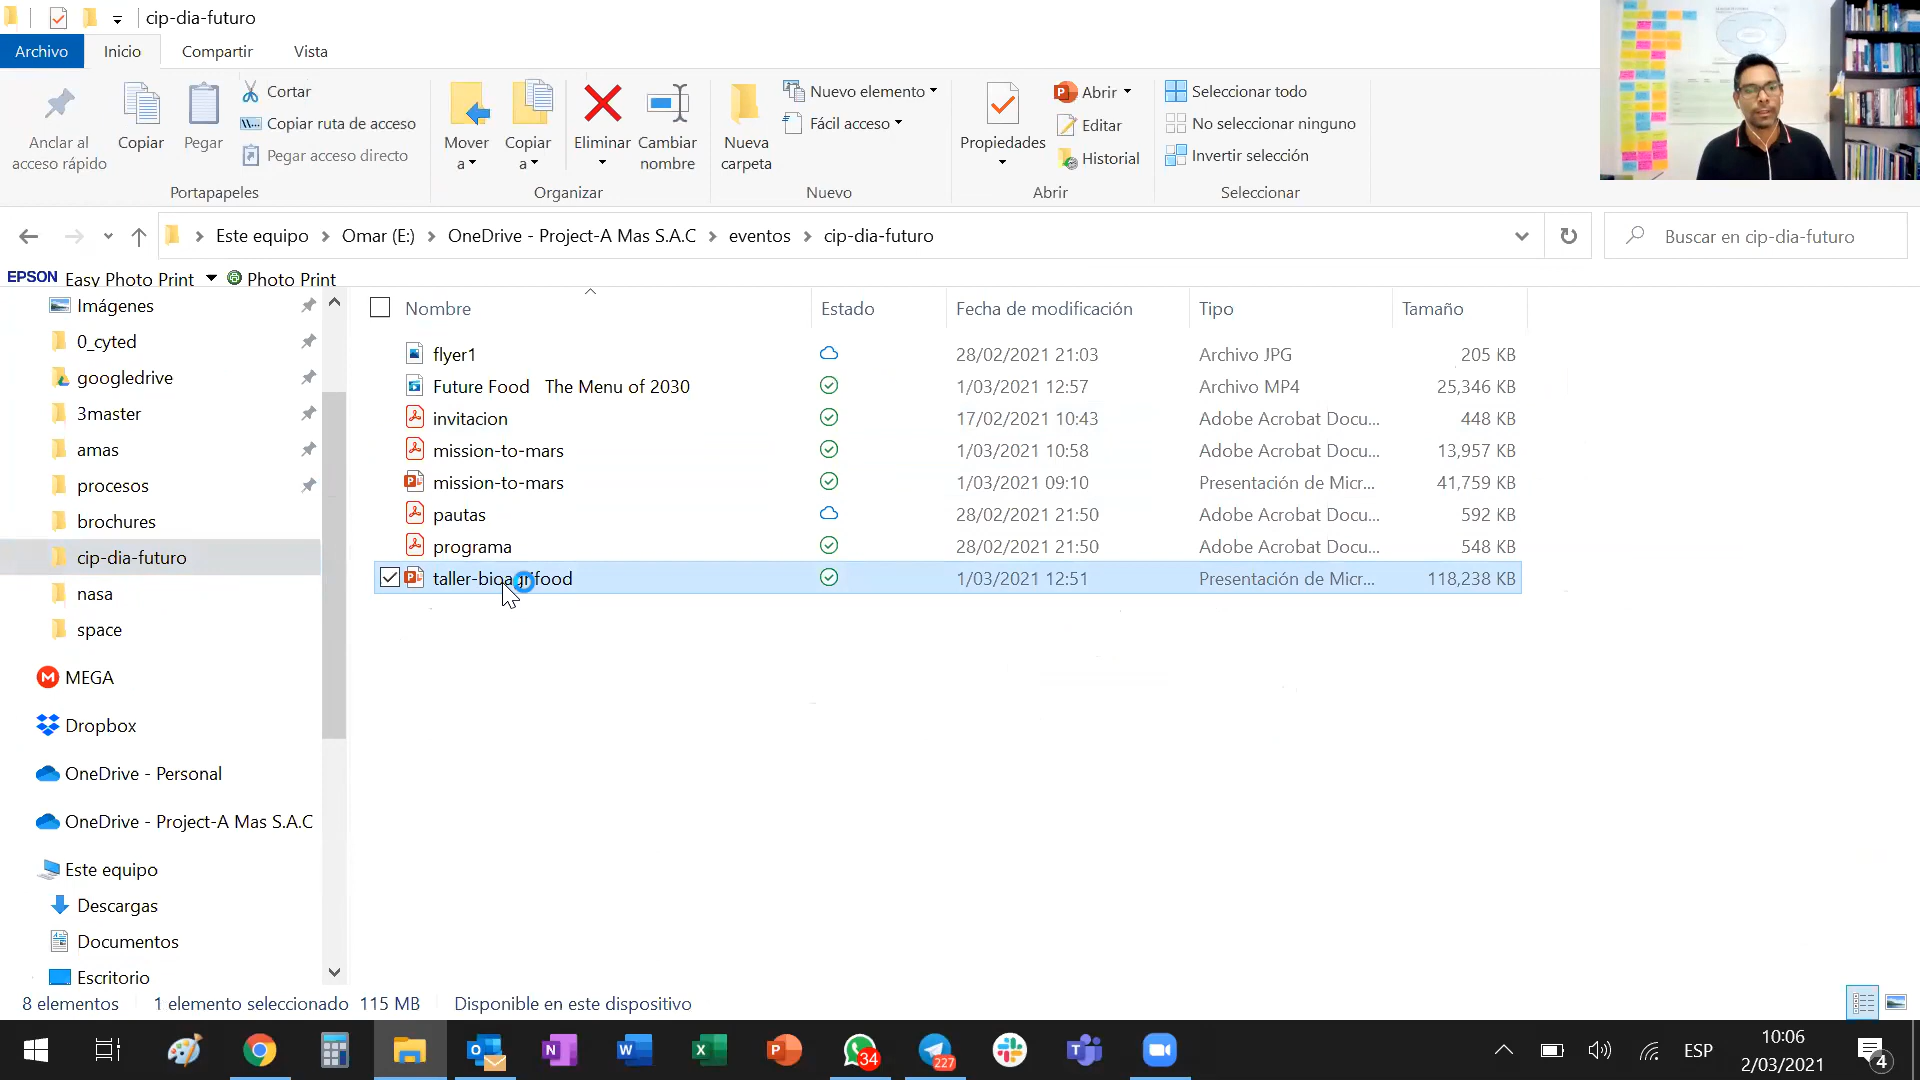 cip-dia-futuro
Archivo Inicio Compartir Vista
Anclar al acceso rápido
Copiar
Pegar
Cortar
Copiar ruta de acceso
Pegar acceso directo
Portapapeles
Mover a
Copiar a
Eliminar
Cambiar nombre
Organizar
Nueva carpeta
Nuevo elemento
Fácil acceso
Nuevo
Propiedades
Abrir
Editar
Historial
Abrir
Seleccionar todo
No seleccionar ninguno
Invertir selección
Seleccionar
Este equipo > Omar (E:) > OneDrive - Project-A Mas S.A.C > eventos > cip-dia-futuro
Buscar en cip-dia-futuro
EPSON Easy Photo Print Photo Print
Imágenes
0_cyted
googledrive
3master
amas
procesos
brochures
cip-dia-futuro
nasa
space
MEGA
Dropbox
OneDrive - Personal
OneDrive - Project-A Mas S.A.C
Este equipo
Descargas
Documentos
Escritorio
Nombre Estado Fecha de modificación Tipo Tamaño
flyer1 28/02/2021 21:03 Archivo JPG 205 KB
Future Food The Menu of 2030 1/03/2021 12:57 Archivo MP4 25,346 KB
invitacion 17/02/2021 10:43 Adobe Acrobat Docu... 448 KB
mission-to-mars 1/03/2021 10:58 Adobe Acrobat Docu... 13,957 KB
mission-to-mars 1/03/2021 09:10 Presentación de Micr... 41,759 KB
pautas 28/02/2021 21:50 Adobe Acrobat Docu... 592 KB
programa 28/02/2021 21:50 Adobe Acrobat Docu... 548 KB
taller-bioagrifood 1/03/2021 12:51 Presentación de Micr... 118,238 KB
8 elementos 1 elemento seleccionado 115 MB Disponible en este dispositivo
34
227
ESP
10:06
2/03/2021
4